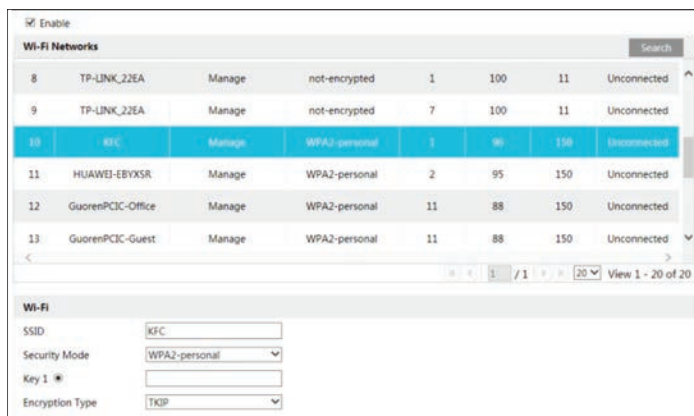 Enable
Wi-Fi Networks Search
8 TP-LINK_22EA Manage not-encrypted 1 100 11 Unconnected
9 TP-LINK_22EA Manage not-encrypted 7 100 11 Unconnected
10 KFC Manage WPA2-personal 1 96 150 Unconnected
11 HUAWEI-EBYXSR Manage WPA2-personal 2 95 150 Unconnected
12 GuorenPCIC-Office Manage WPA2-personal 11 88 150 Unconnected
13 GuorenPCIC-Guest Manage WPA2-personal 11 88 150 Unconnected
1 /1 20 View 1 - 20 of 20
Wi-Fi
SSID KFC
Security Mode WPA2-personal
Key 1
Encryption Type TKIP